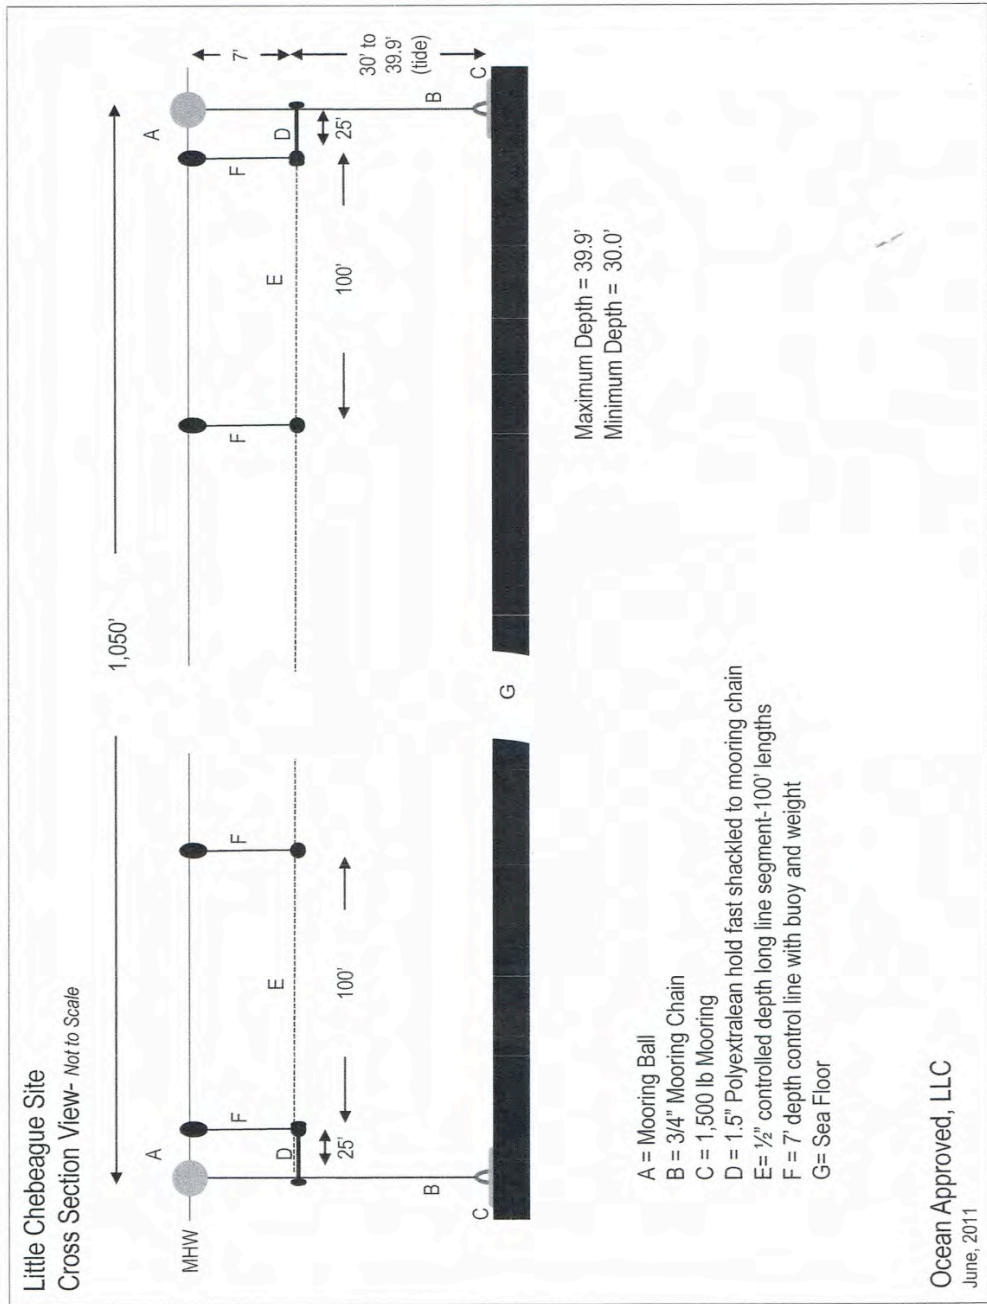 Little Chebeague Site
Cross Section View- Not to Scale
1,050'
A
A
MHW
F
F
F
F
7'
D
E
E
D
25'
100'
100'
25'
30' to
39.9'
(tide)
B
B
C
C
G
A = Mooring Ball
B = 3/4" Mooring Chain
C = 1,500 lb Mooring
D = 1.5" Polyextralean hold fast shackled to mooring chain
E= ½" controlled depth long line segment-100' lengths
F = 7' depth control line with buoy and weight
G= Sea Floor
Maximum Depth = 39.9'
Minimum Depth = 30.0'
Ocean Approved, LLC
June, 2011